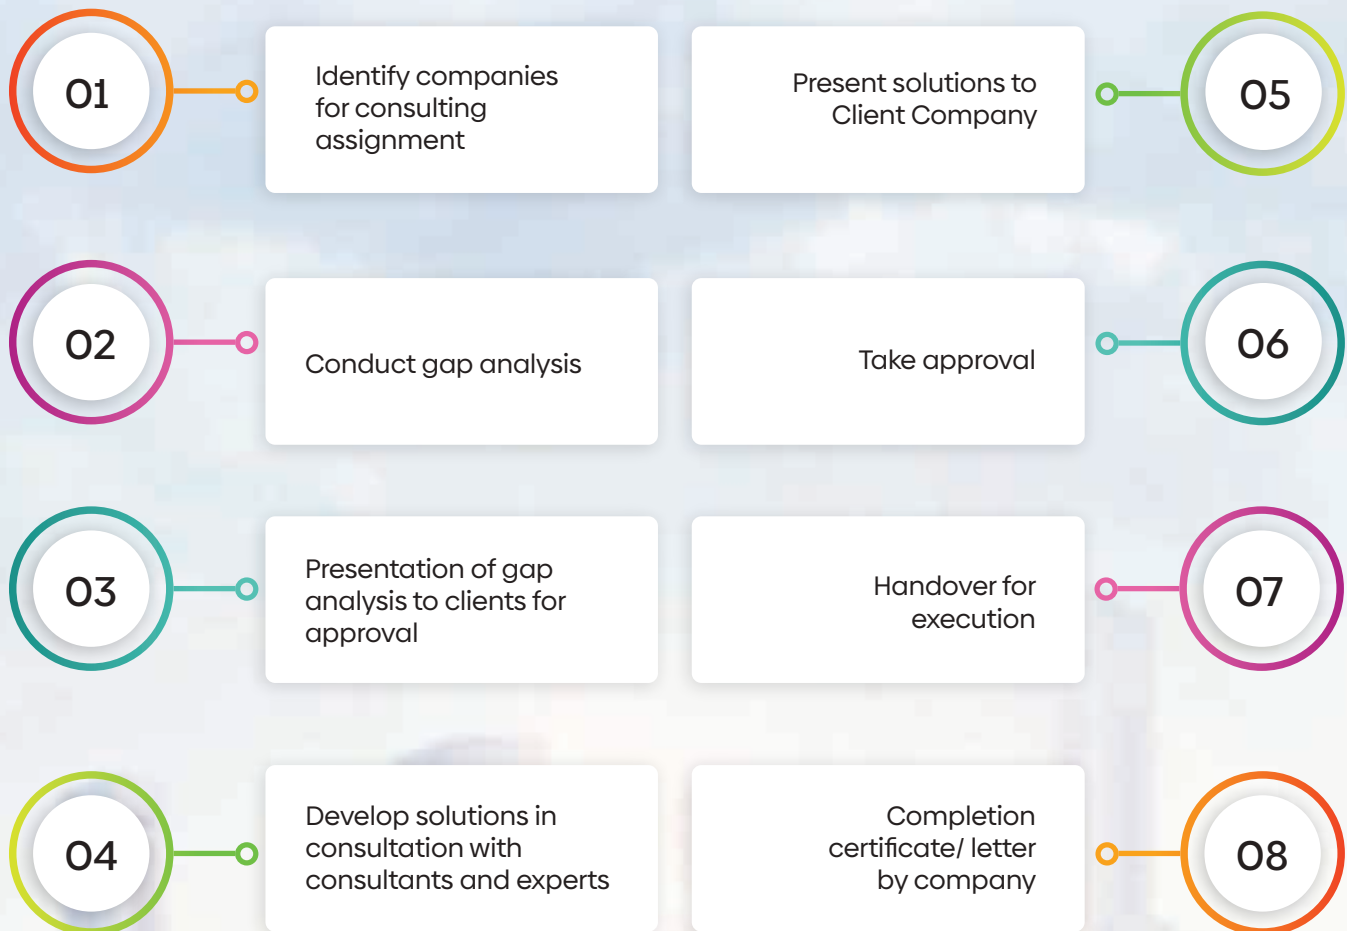 01
Identify companies
for consulting
assignment
02
Conduct gap analysis
03
Presentation of gap
analysis to clients for
approval
04
Develop solutions in
consultation with
consultants and experts
05
Present solutions to
Client Company
06
Take approval
07
Handover for
execution
08
Completion
certificate/ letter
by company